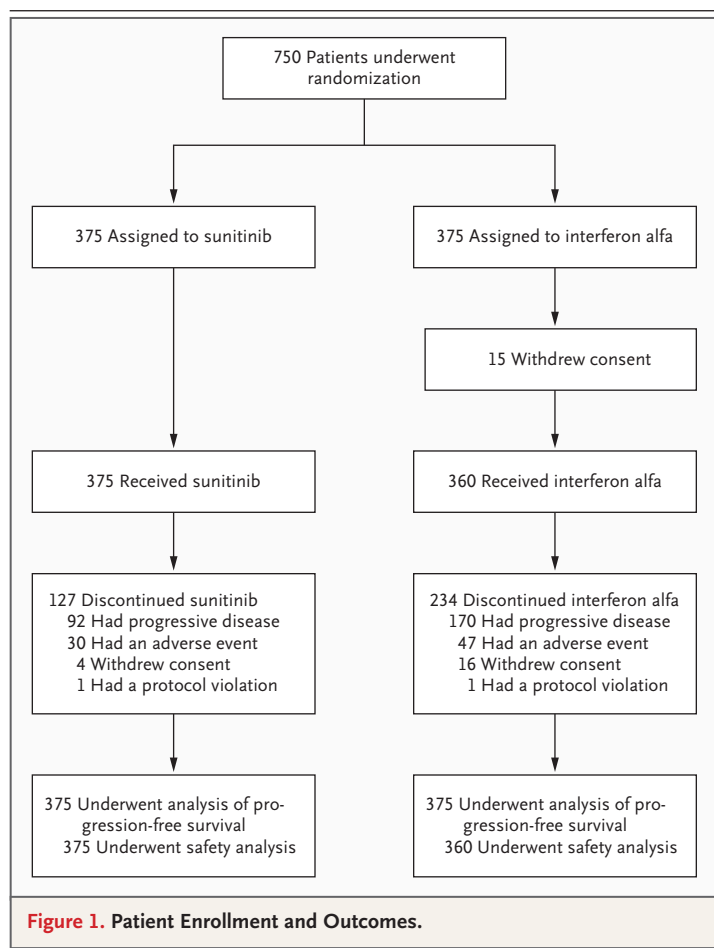 750 Patients underwent
randomization
375 Assigned to sunitinib
375 Assigned to interferon alfa
15 Withdrew consent
375 Received sunitinib
360 Received interferon alfa
127 Discontinued sunitinib
92 Had progressive disease
30 Had an adverse event
4 Withdrew consent
1 Had a protocol violation
234 Discontinued interferon alfa
170 Had progressive disease
47 Had an adverse event
16 Withdrew consent
1 Had a protocol violation
375 Underwent analysis of pro-
gression-free survival
375 Underwent safety analysis
375 Underwent analysis of pro-
gression-free survival
360 Underwent safety analysis
Figure 1. Patient Enrollment and Outcomes.